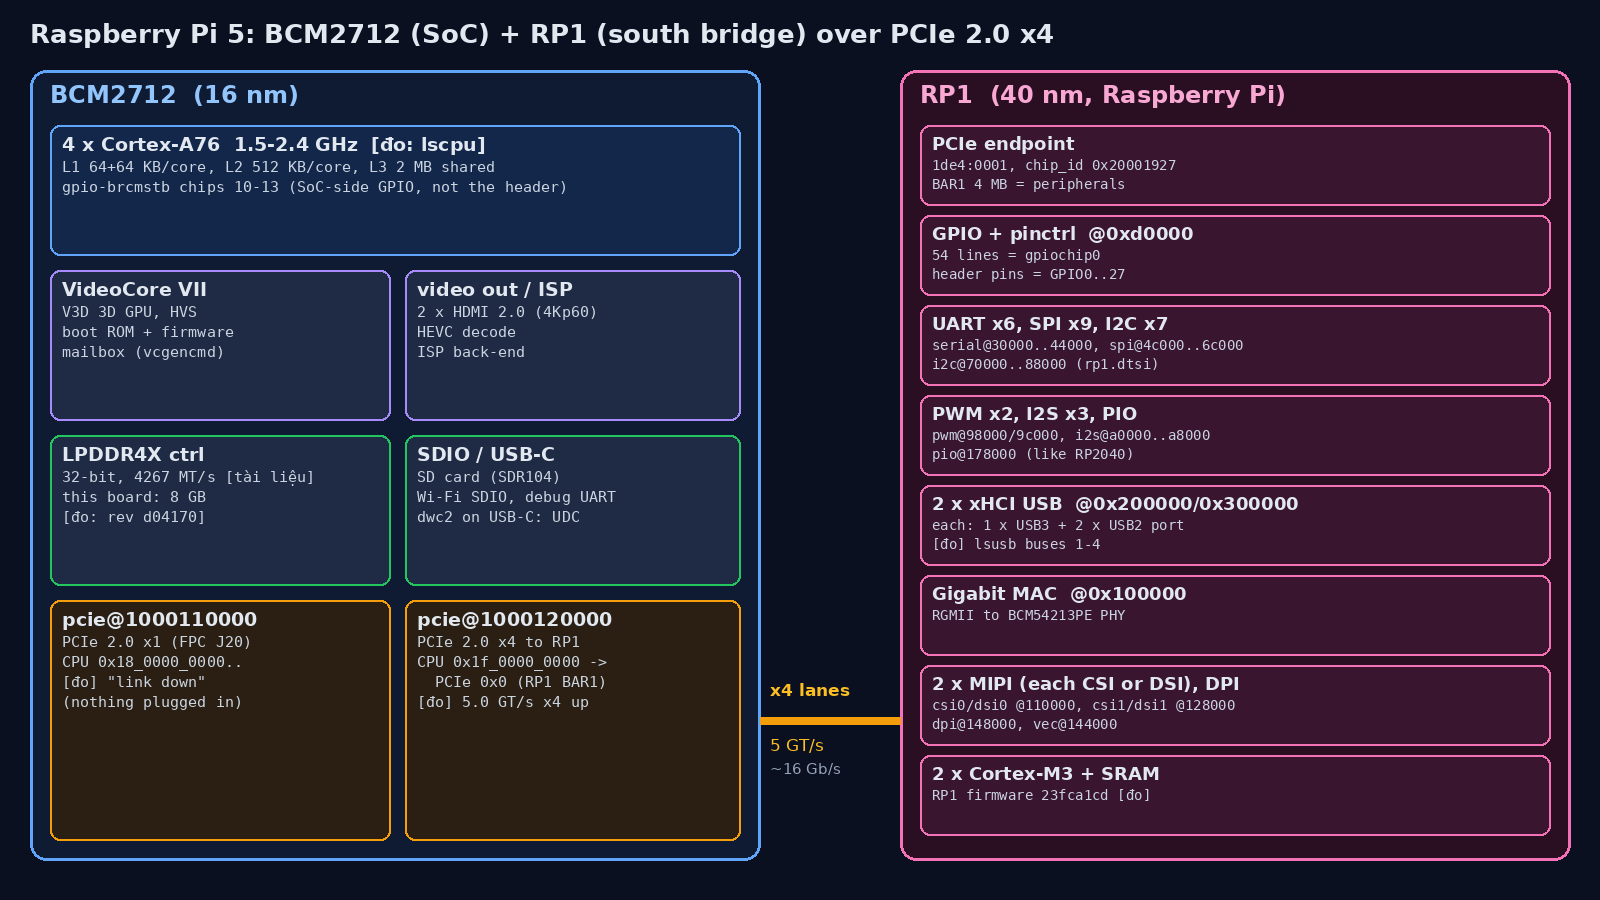 Raspberry Pi 5: BCM2712 (SoC) + RP1 (south bridge) over PCIe 2.0 x4
BCM2712 (16 nm)
4 x Cortex-A76 1.5-2.4 GHz [đo: lscpu]
L1 64+64 KB/core, L2 512 KB/core, L3 2 MB shared
gpio-brcmstb chips 10-13 (SoC-side GPIO, not the header)
VideoCore VII
V3D 3D GPU, HVS
boot ROM + firmware
mailbox (vcgencmd)
video out / ISP
2 x HDMI 2.0 (4Kp60)
HEVC decode
ISP back-end
LPDDR4X ctrl
32-bit, 4267 MT/s [tài liệu]
this board: 8 GB
[đo: rev d04170]
SDIO / USB-C
SD card (SDR104)
Wi-Fi SDIO, debug UART
dwc2 on USB-C: UDC
pcie@1000110000
PCIe 2.0 x1 (FPC J20)
CPU 0x18_0000_0000..
[đo] "link down"
(nothing plugged in)
pcie@1000120000
PCIe 2.0 x4 to RP1
CPU 0x1f_0000_0000 ->
PCIe 0x0 (RP1 BAR1)
[đo] 5.0 GT/s x4 up
x4 lanes
5 GT/s
~16 Gb/s
RP1 (40 nm, Raspberry Pi)
PCIe endpoint
1de4:0001, chip_id 0x20001927
BAR1 4 MB = peripherals
GPIO + pinctrl @0xd0000
54 lines = gpiochip0
header pins = GPIO0..27
UART x6, SPI x9, I2C x7
serial@30000..44000, spi@4c000..6c000
i2c@70000..88000 (rp1.dtsi)
PWM x2, I2S x3, PIO
pwm@98000/9c000, i2s@a0000..a8000
pio@178000 (like RP2040)
2 x xHCI USB @0x200000/0x300000
each: 1 x USB3 + 2 x USB2 port
[đo] lsusb buses 1-4
Gigabit MAC @0x100000
RGMII to BCM54213PE PHY
2 x MIPI (each CSI or DSI), DPI
csi0/dsi0 @110000, csi1/dsi1 @128000
dpi@148000, vec@144000
2 x Cortex-M3 + SRAM
RP1 firmware 23fca1cd [đo]